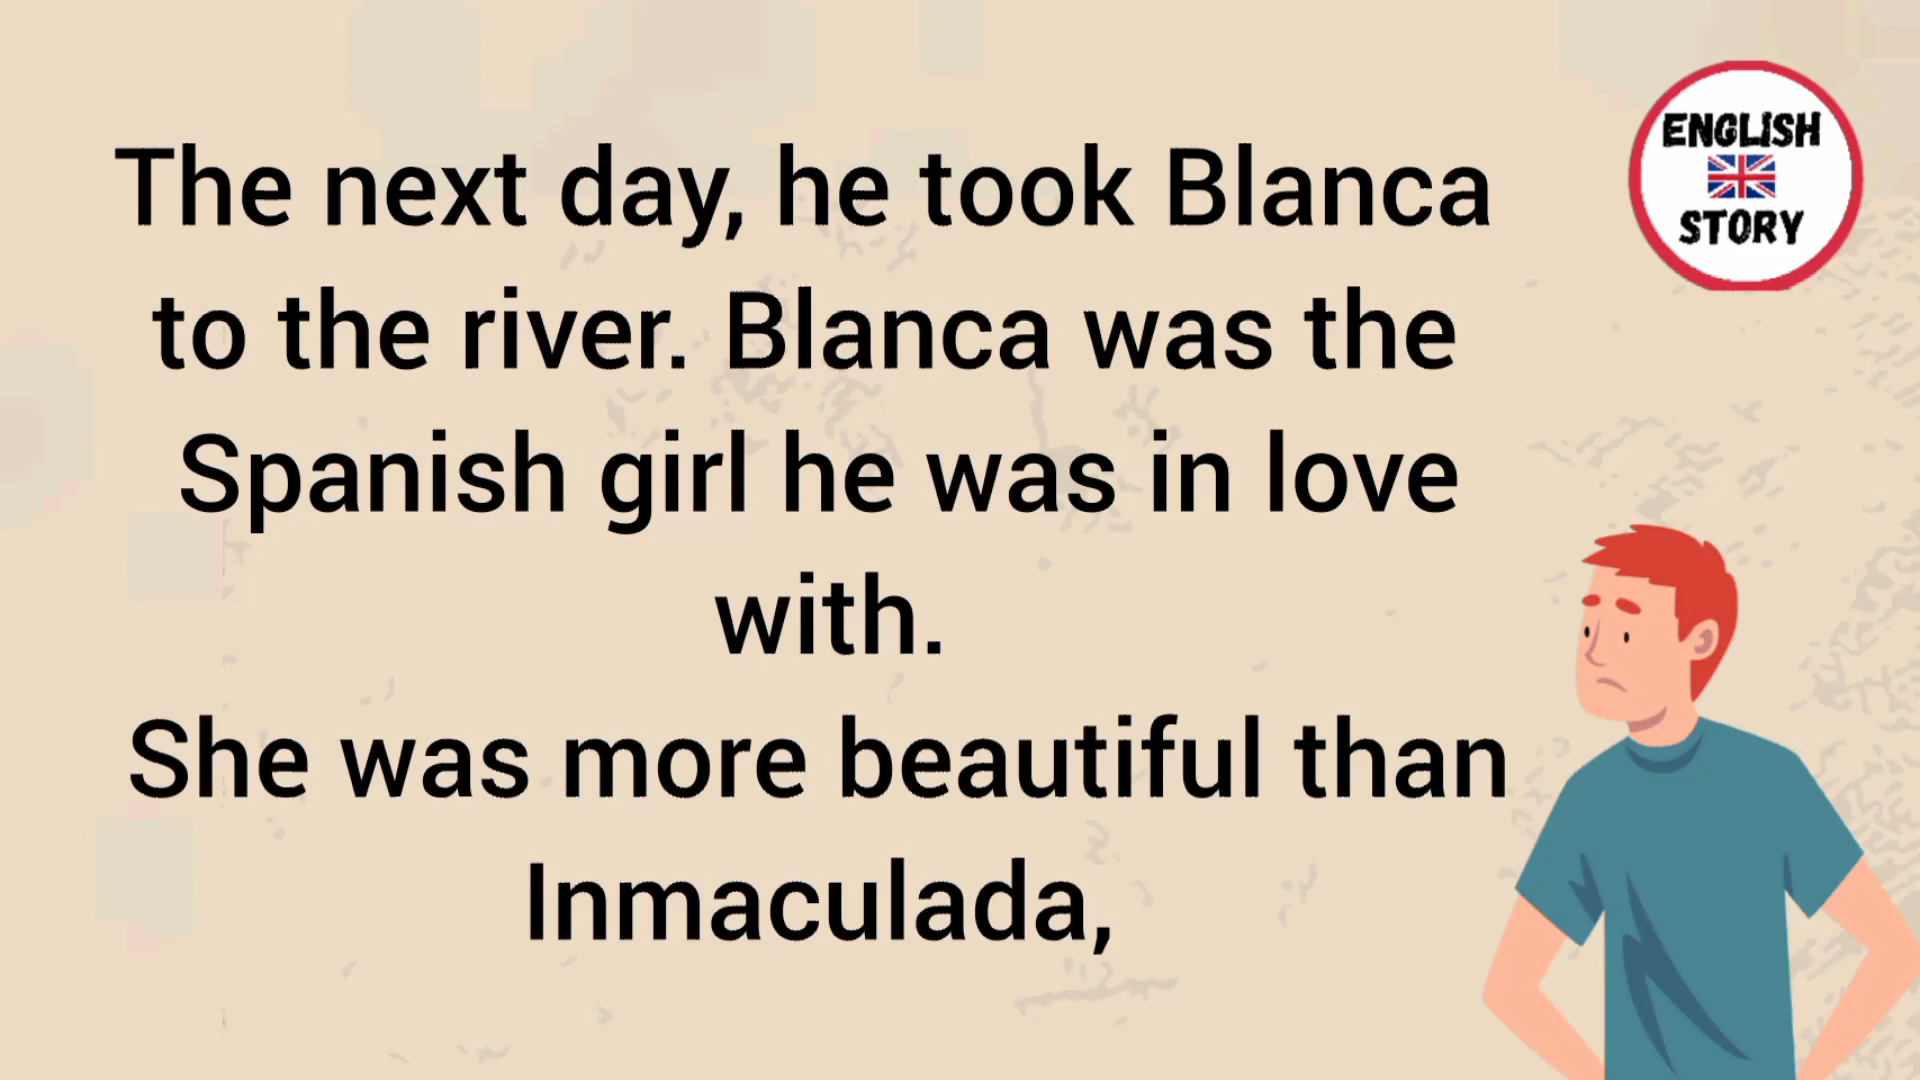 The next day, he took Blanca
to the river. Blanca was the
Spanish girl he was in love
with.
She was more beautiful than
Inmaculada,
ENGLISH
STORY